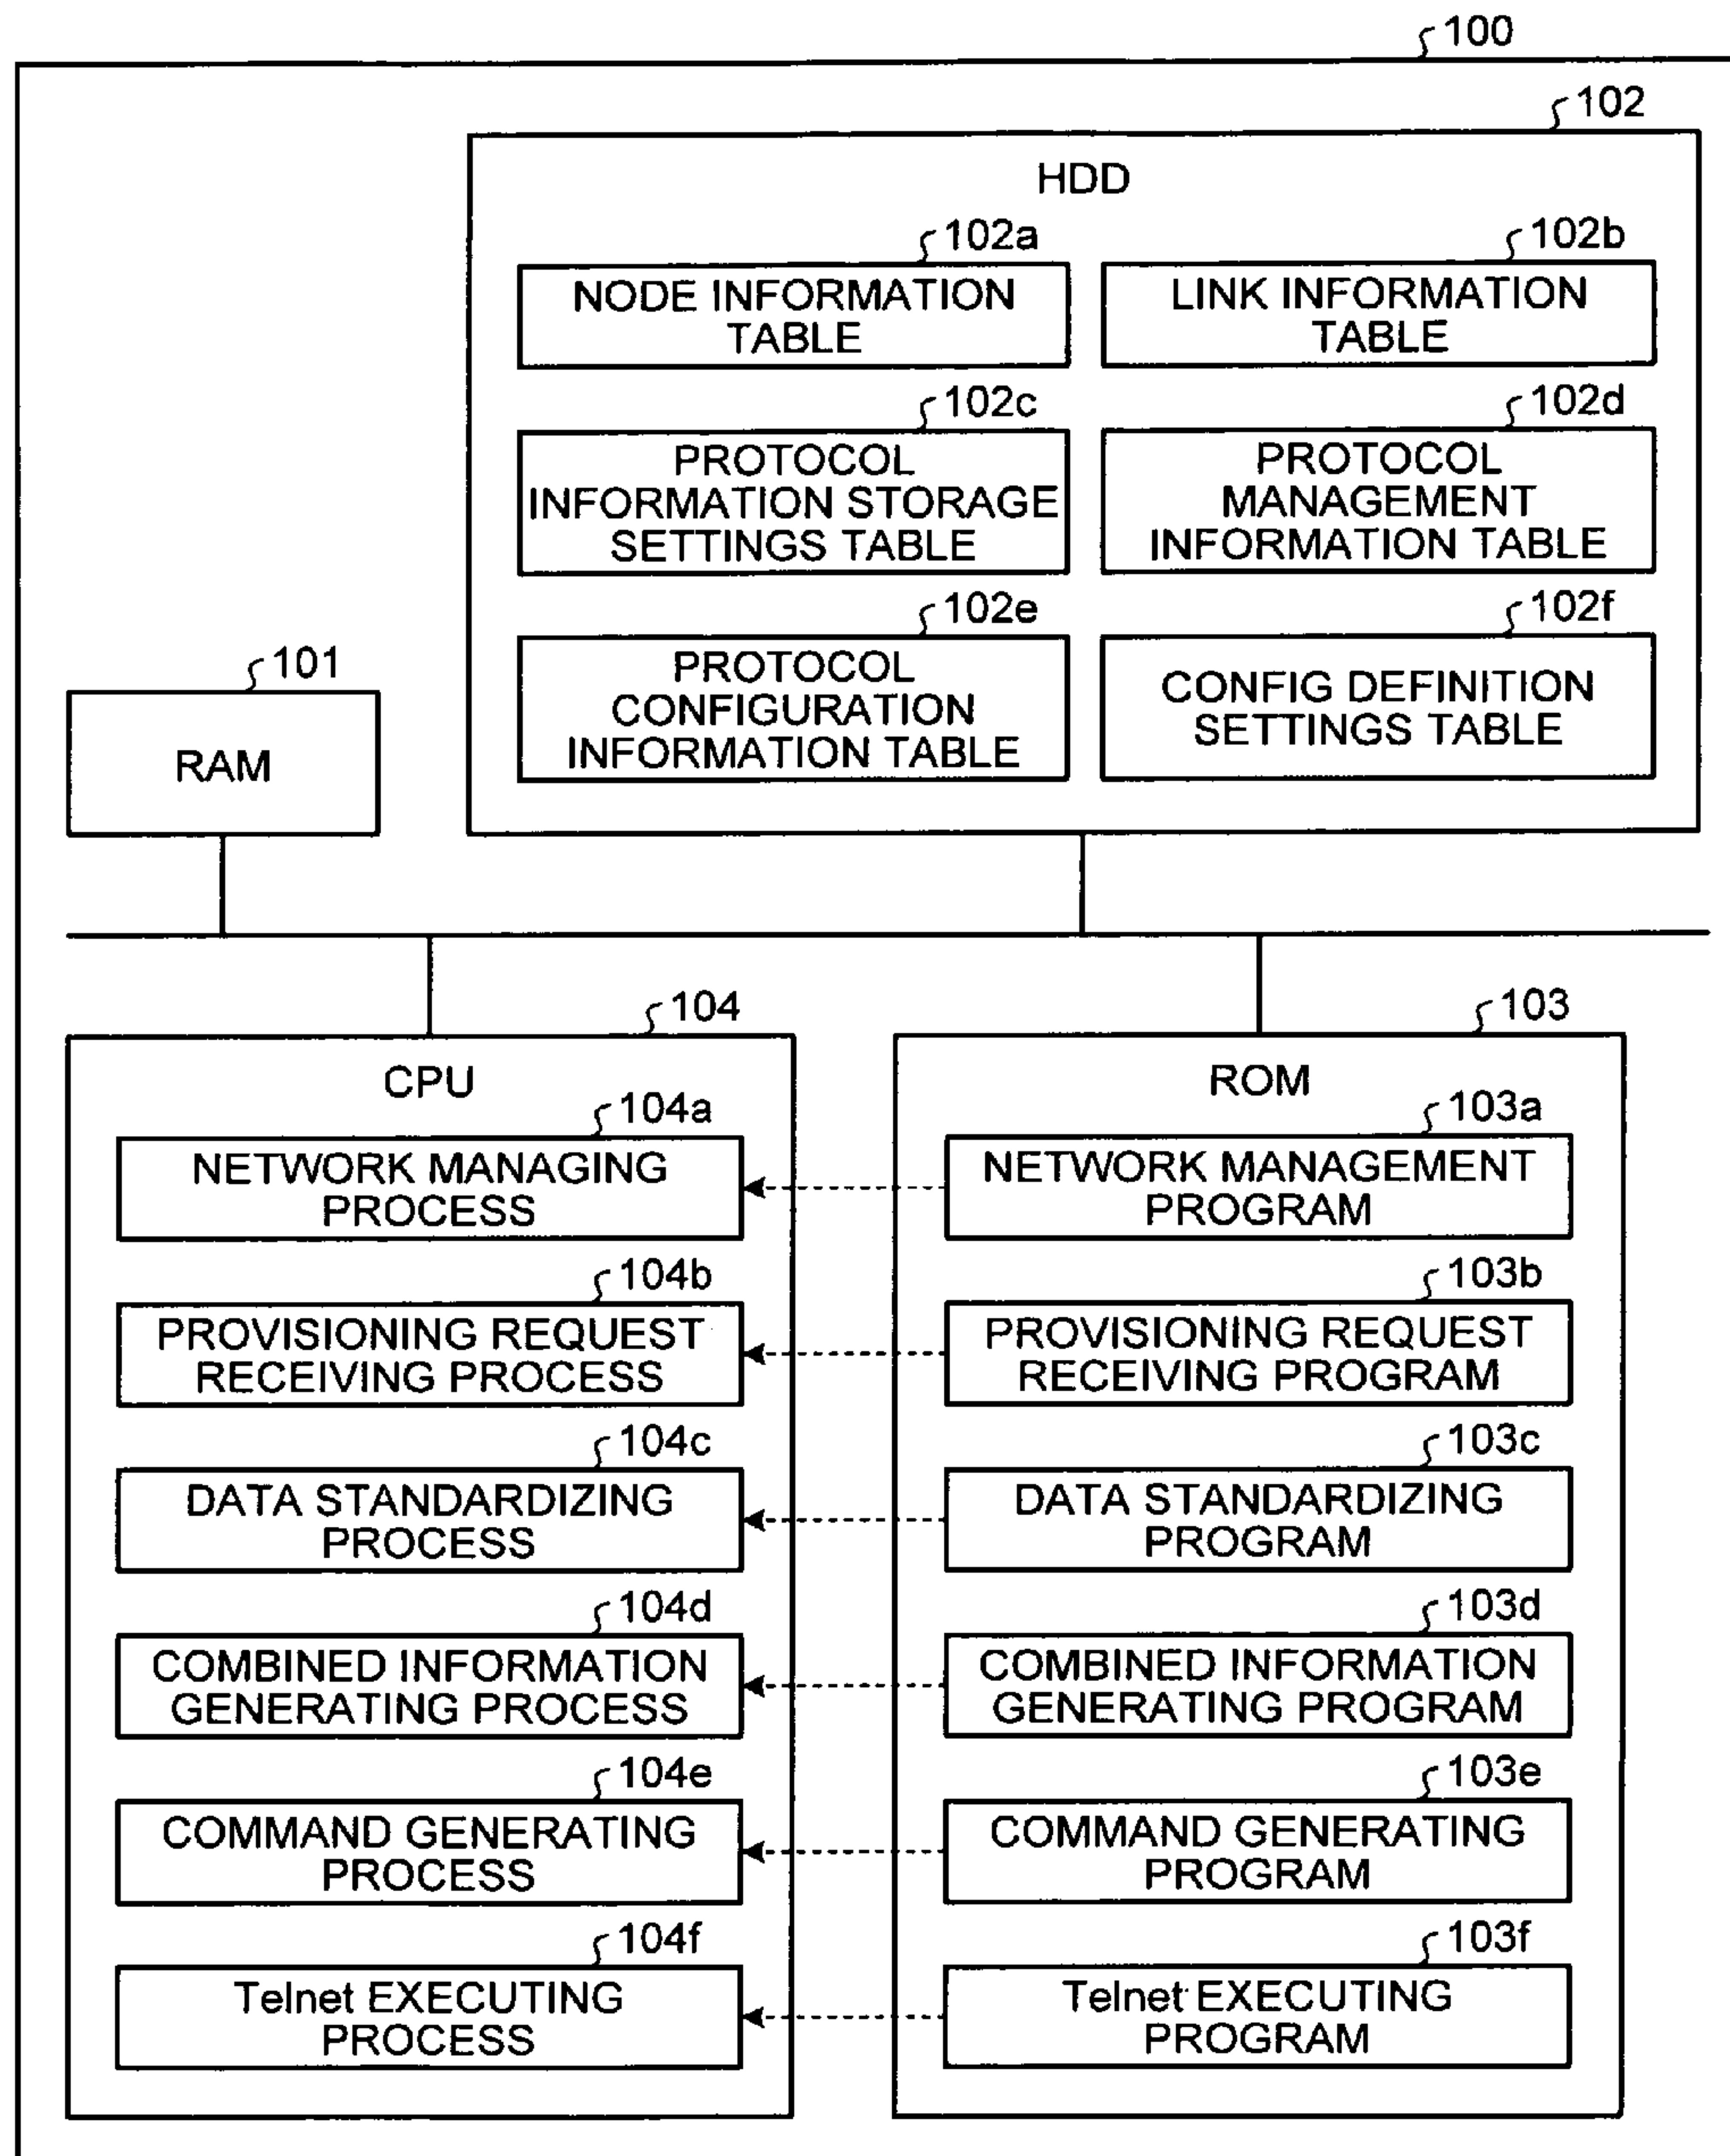 100
102
HDD
102a
NODE INFORMATION
TABLE
102b
LINK INFORMATION
TABLE
102c
PROTOCOL
INFORMATION STORAGE
SETTINGS TABLE
102d
PROTOCOL
MANAGEMENT
INFORMATION TABLE
102e
PROTOCOL
CONFIGURATION
INFORMATION TABLE
102f
CONFIG DEFINITION
SETTINGS TABLE
101
RAM
104
CPU
104a
NETWORK MANAGING
PROCESS
104b
PROVISIONING REQUEST
RECEIVING PROCESS
104c
DATA STANDARDIZING
PROCESS
104d
COMBINED INFORMATION
GENERATING PROCESS
104e
COMMAND GENERATING
PROCESS
104f
Telnet EXECUTING
PROCESS
103
ROM
103a
NETWORK MANAGEMENT
PROGRAM
103b
PROVISIONING REQUEST
RECEIVING PROGRAM
103c
DATA STANDARDIZING
PROGRAM
103d
COMBINED INFORMATION
GENERATING PROGRAM
103e
COMMAND GENERATING
PROGRAM
103f
Telnet EXECUTING
PROGRAM